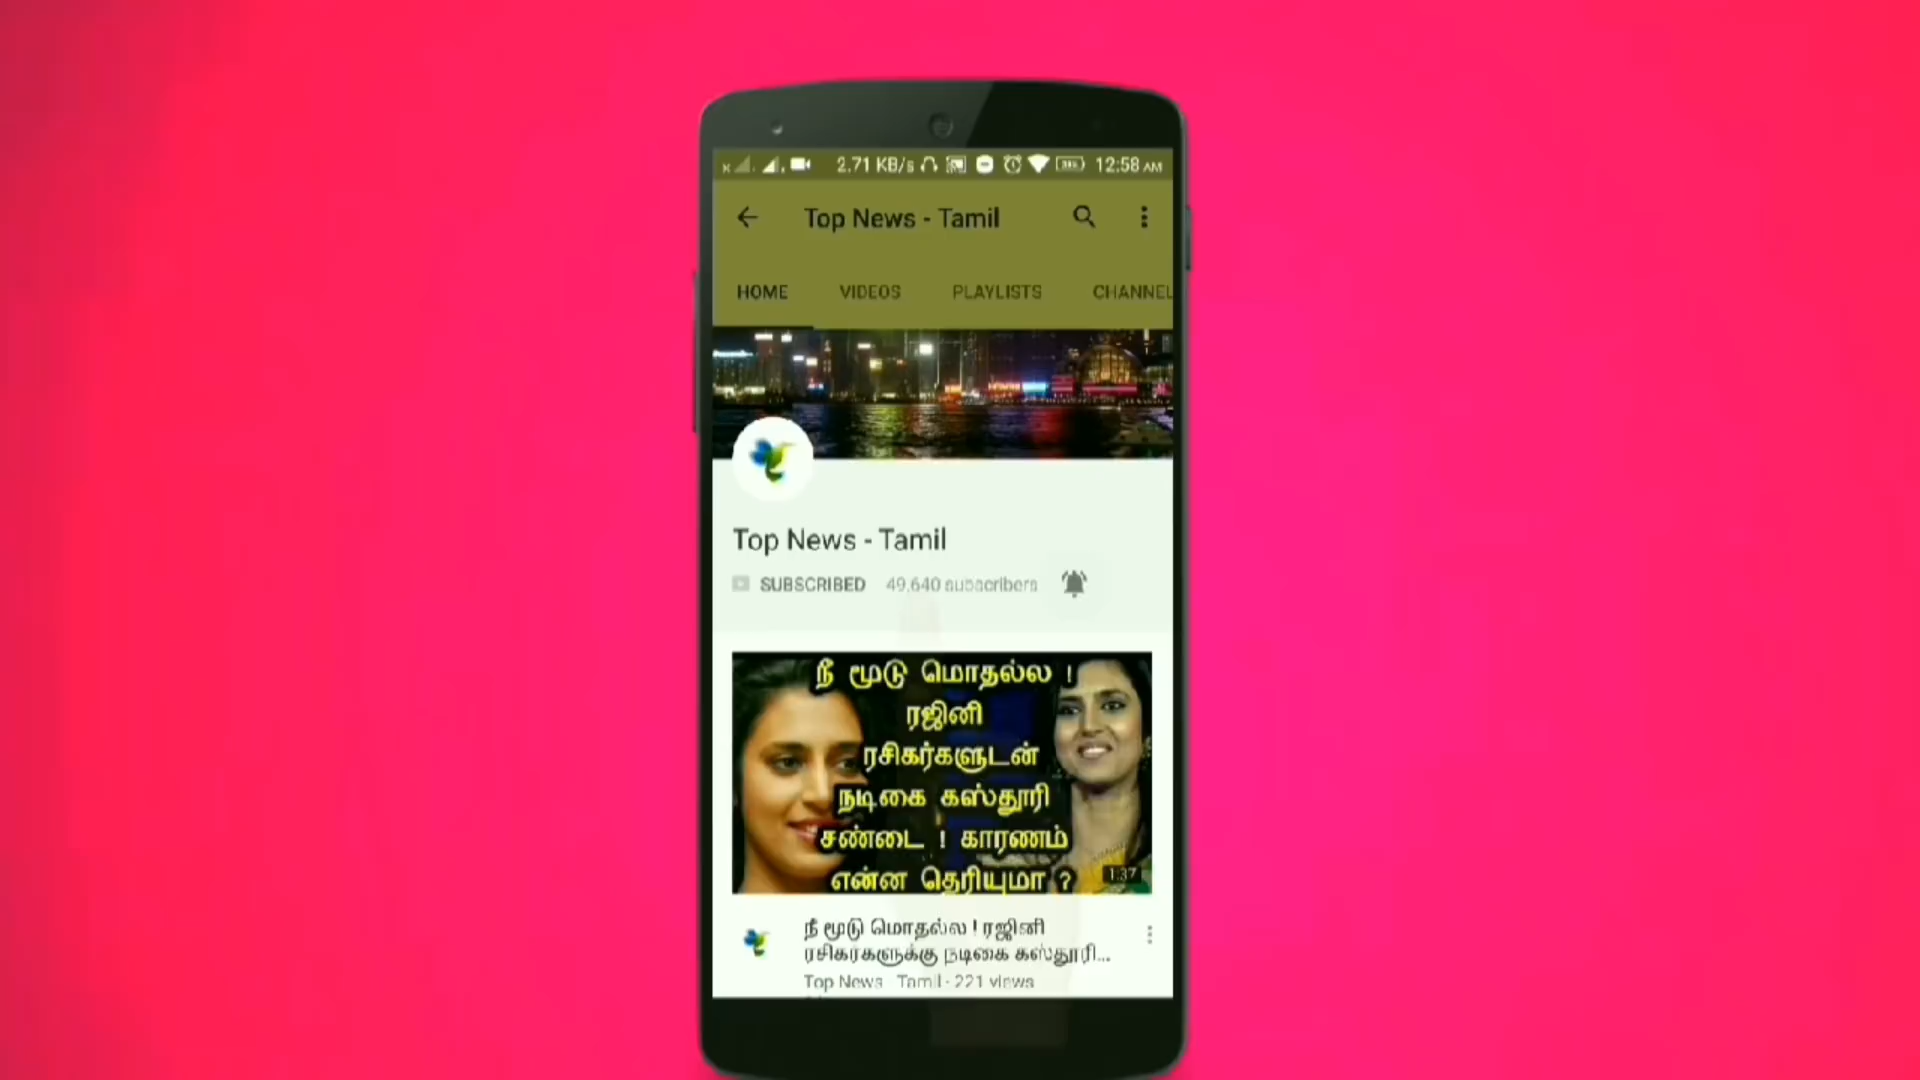 2.71 KB/s 12:58 AM
Top News - Tamil
HOME VIDEOS PLAYLISTS CHANNEL
Top News - Tamil
SUBSCRIBED 49,640 subscribers
நீ மூடு மொதல்ல !
ரஜினி
ரசிகர்களுடன்
நடிகை கஸ்தூரி
சண்டை ! காரணம்
என்ன தெரியுமா ?
1:37
நீ மூடு மொதல்ல ! ரஜினி
ரசிகர்களுக்கு நடிகை கஸ்தூரி...
Top News - Tamil · 221 views